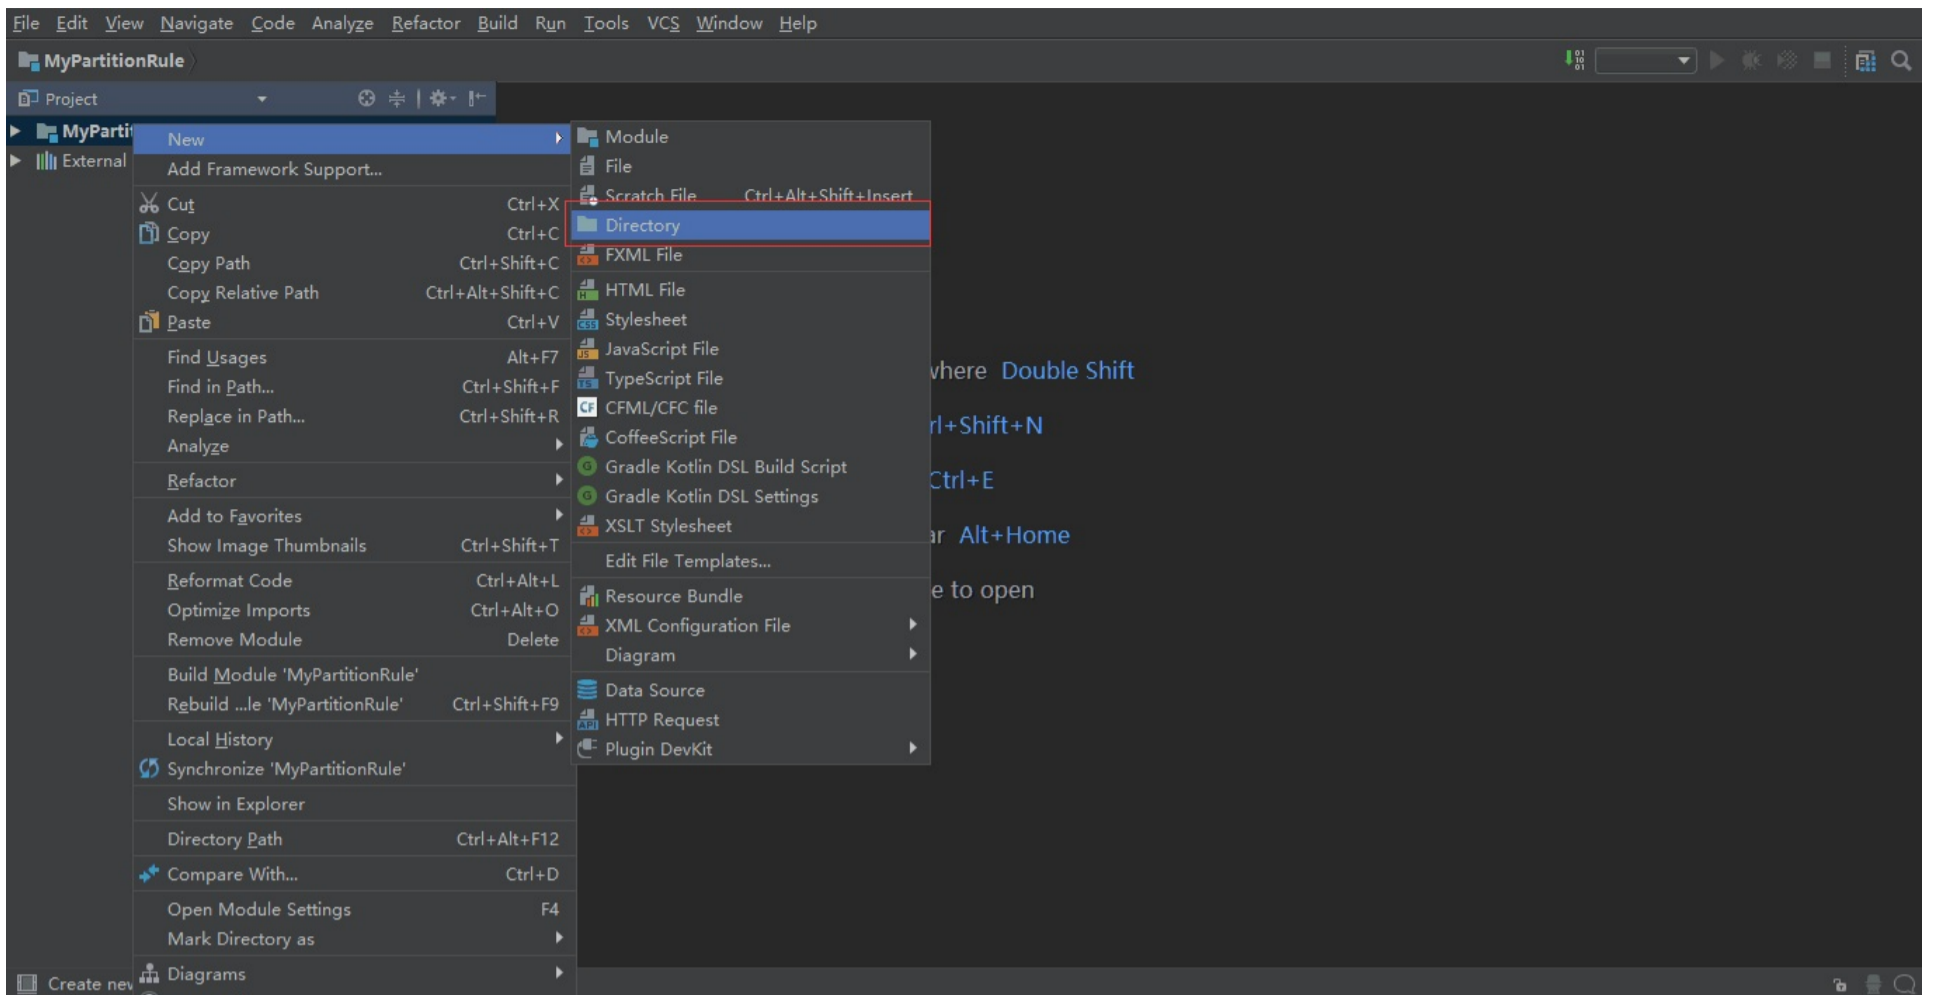 File Edit View Navigate Code Analyze Refactor Build Run Tools VCS Window Help
MyPartitionRule
Project
MyParti
External
New
Add Framework Support...
Cut Ctrl+X
Copy Ctrl+C
Copy Path Ctrl+Shift+C
Copy Relative Path Ctrl+Alt+Shift+C
Paste Ctrl+V
Find Usages Alt+F7
Find in Path... Ctrl+Shift+F
Replace in Path... Ctrl+Shift+R
Analyze
Refactor
Add to Favorites
Show Image Thumbnails Ctrl+Shift+T
Reformat Code Ctrl+Alt+L
Optimize Imports Ctrl+Alt+O
Remove Module Delete
Build Module 'MyPartitionRule'
Rebuild ...le 'MyPartitionRule' Ctrl+Shift+F9
Local History
Synchronize 'MyPartitionRule'
Show in Explorer
Directory Path Ctrl+Alt+F12
Compare With... Ctrl+D
Open Module Settings F4
Mark Directory as
Diagrams
Module
File
Scratch File Ctrl+Alt+Shift+Insert
Directory
FXML File
HTML File
Stylesheet
JavaScript File
TypeScript File
CFML/CFC file
CoffeeScript File
Gradle Kotlin DSL Build Script
Gradle Kotlin DSL Settings
XSLT Stylesheet
Edit File Templates...
Resource Bundle
XML Configuration File
Diagram
Data Source
HTTP Request
Plugin DevKit
where Double Shift
rl+Shift+N
Ctrl+E
ar Alt+Home
e to open
Create new